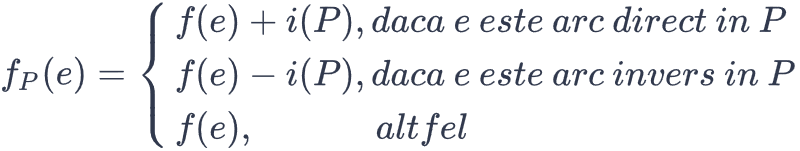 f(e) + i(P), daca e este arc direct in P
f_P(e) = { f(e) − i(P), daca e este arc invers in P
f(e), altfel